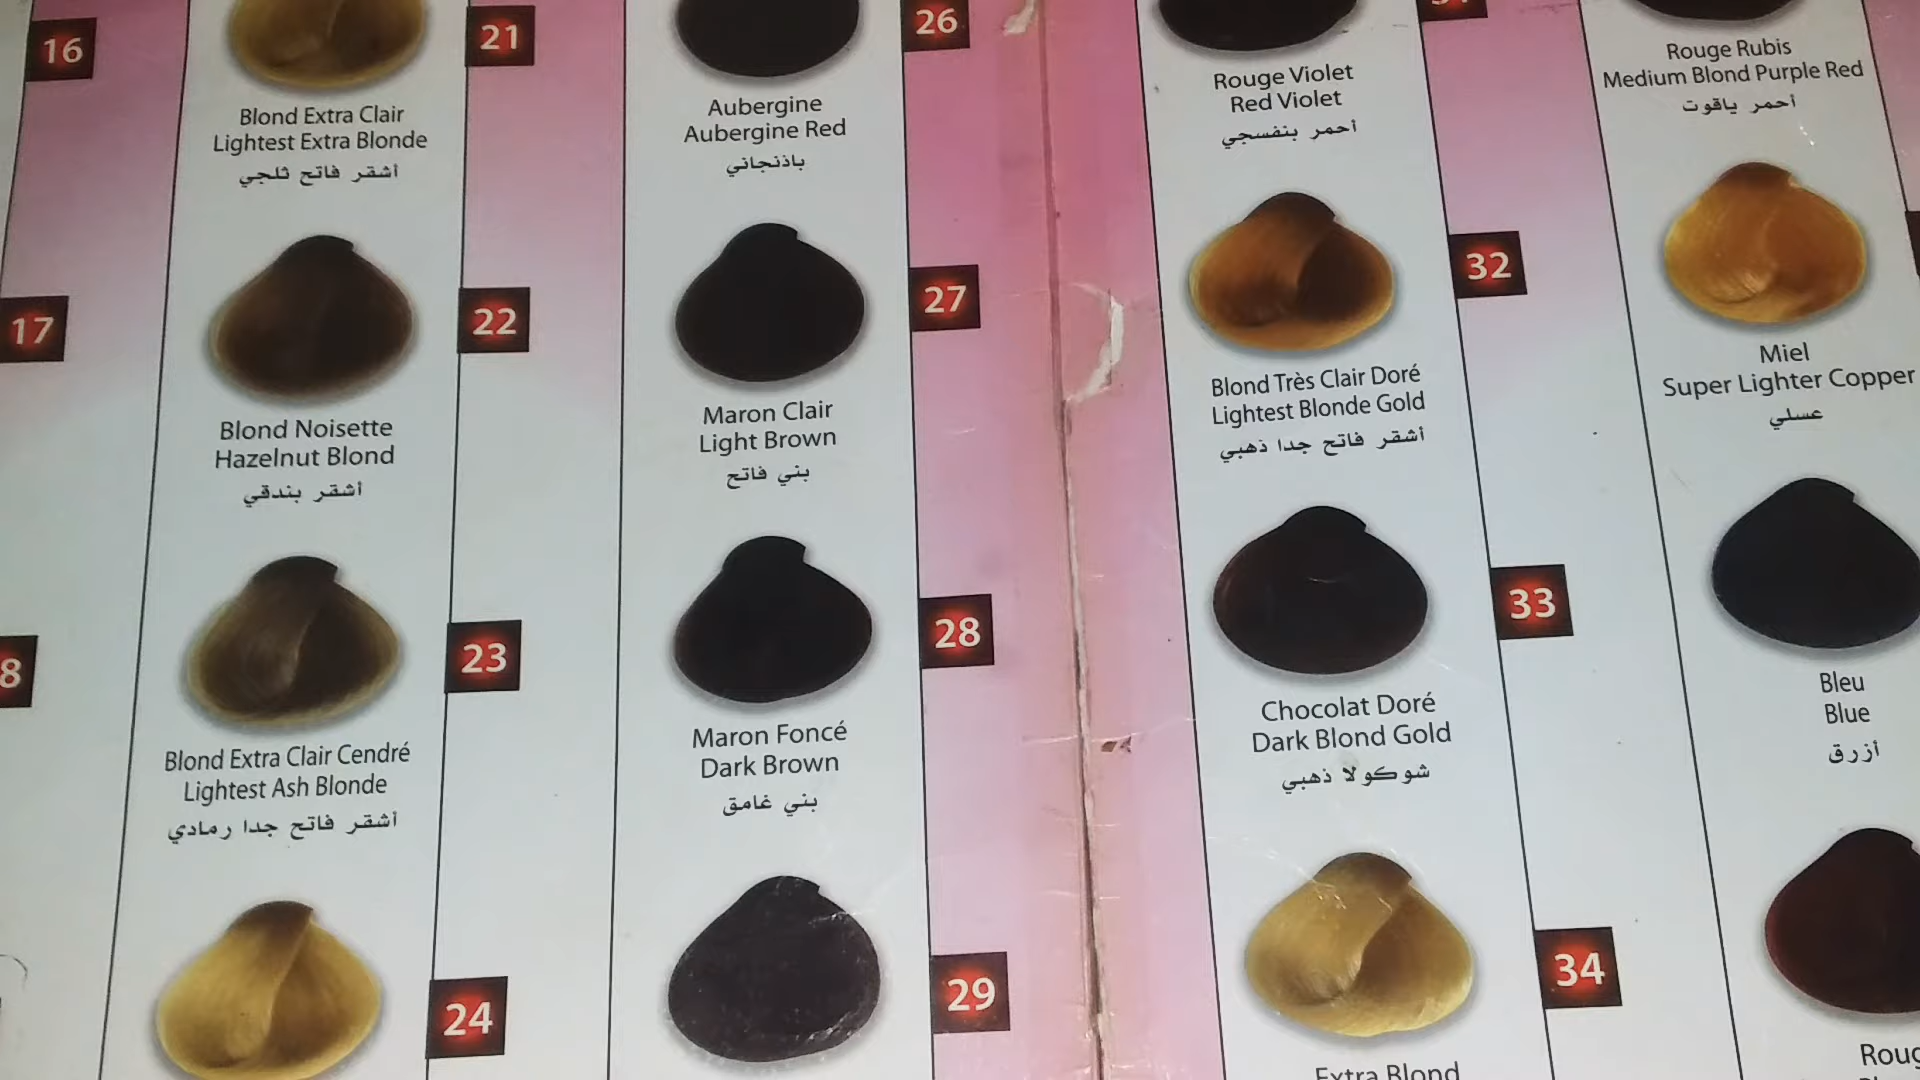 16
Blond Extra Clair
Lightest Extra Blonde
أشقر فاتح ثلجي
17
Blond Noisette
Hazelnut Blond
أشقر بندقي
8
Blond Extra Clair Cendré
Lightest Ash Blonde
أشقر فاتح جدا رمادي
21
Aubergine
Aubergine Red
باذنجاني
22
Maron Clair
Light Brown
بني فاتح
23
Maron Foncé
Dark Brown
بني غامق
24
26
Rouge Violet
Red Violet
أحمر بنفسجي
27
Blond Très Clair Doré
Lightest Blonde Gold
أشقر فاتح جدا ذهبي
28
Chocolat Doré
Dark Blond Gold
شوكولا ذهبي
29
Extra Blond
Rouge Rubis
Medium Blond Purple Red
أحمر ياقوت
32
Miel
Super Lighter Copper
عسلي
33
Bleu
Blue
أزرق
34